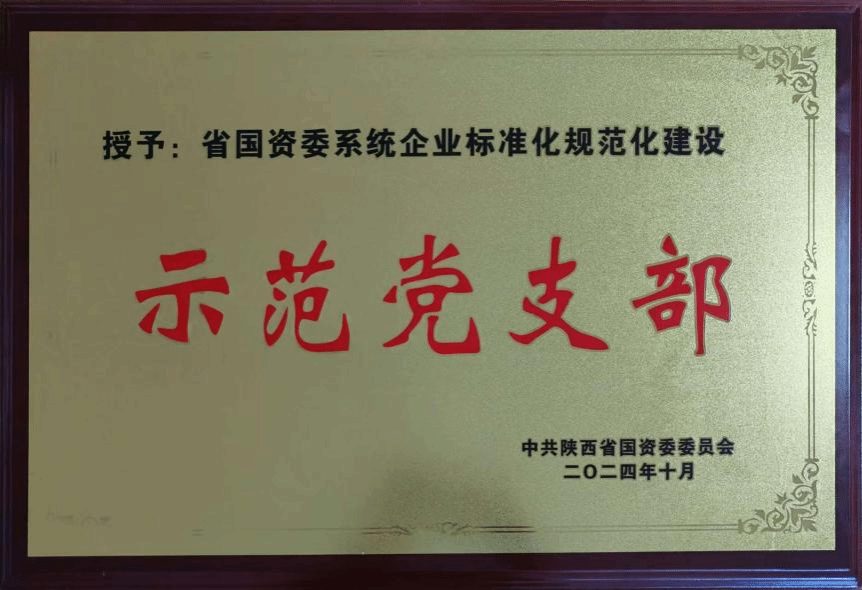 授予：省国资委系统企业标准化规范化建设
示范党支部
中共陕西省国资委委员会
二〇二四年十月